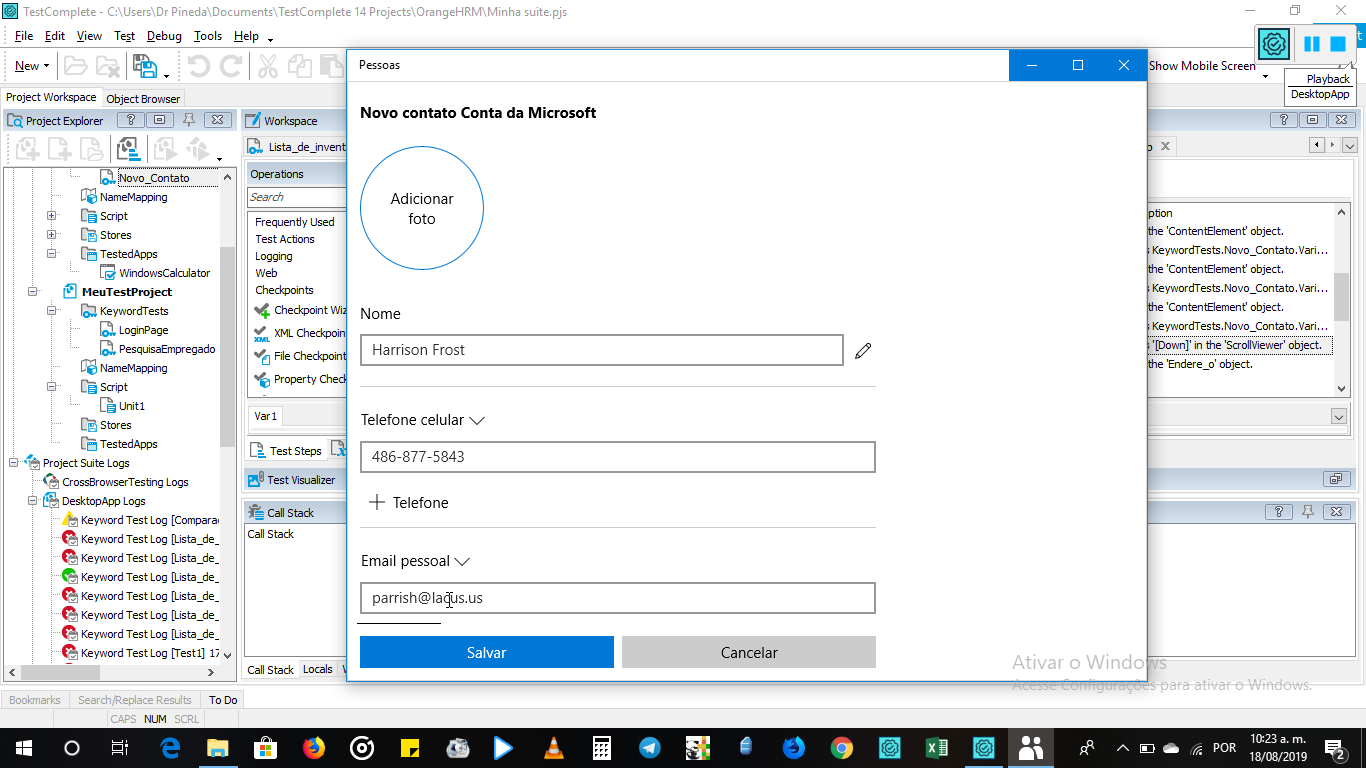 TestComplete - C:\Users\Dr Pineda\Documents\TestComplete 14 Projects\OrangeHRM\Minha suite.pjs
File Edit View Test Debug Tools Help
New
Show Mobile Screen
Playback
DesktopApp
Project Workspace
Object Browser
Project Explorer
Novo_Contato
NameMapping
Script
Stores
TestedApps
WindowsCalculator
MeuTestProject
KeywordTests
LoginPage
PesquisaEmpregado
NameMapping
Script
Unit1
Stores
TestedApps
Project Suite Logs
CrossBrowserTesting Logs
DesktopApp Logs
Keyword Test Log [Compara
Keyword Test Log [Lista_de_
Keyword Test Log [Lista_de_
Keyword Test Log [Lista_de_
Keyword Test Log [Lista_de_
Keyword Test Log [Lista_de_
Keyword Test Log [Lista_de_
Keyword Test Log [Test1] 17
Workspace
Lista_de_invent
Operations
Search
Frequently Used
Test Actions
Logging
Web
Checkpoints
Checkpoint Wiz
XML Checkpoin
File Checkpoint
Property Check
Var1
Test Steps
Test Visualizer
Call Stack
Call Stack
Call Stack Locals
Pessoas
Novo contato Conta da Microsoft
Adicionar
foto
Nome
Harrison Frost
Telefone celular
486-877-5843
Telefone
Email pessoal
parrish@lacus.us
Salvar
Cancelar
ption
the 'ContentElement' object.
s KeywordTests.Novo_Contato.Vari...
the 'ContentElement' object.
s KeywordTests.Novo_Contato.Vari...
the 'ContentElement' object.
s KeywordTests.Novo_Contato.Vari...
s '[Down]' in the 'ScrollViewer' object.
the 'Endere_o' object.
Ativar o Windows
Acesse Configurações para ativar o Windows.
Bookmarks Search/Replace Results To Do
CAPS NUM SCRL
POR
10:23 a. m.
18/08/2019
2